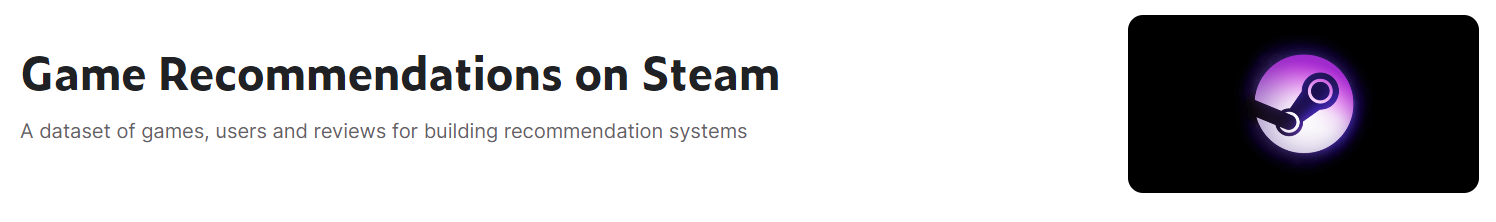 Game Recommendations on Steam
A dataset of games, users and reviews for building recommendation systems